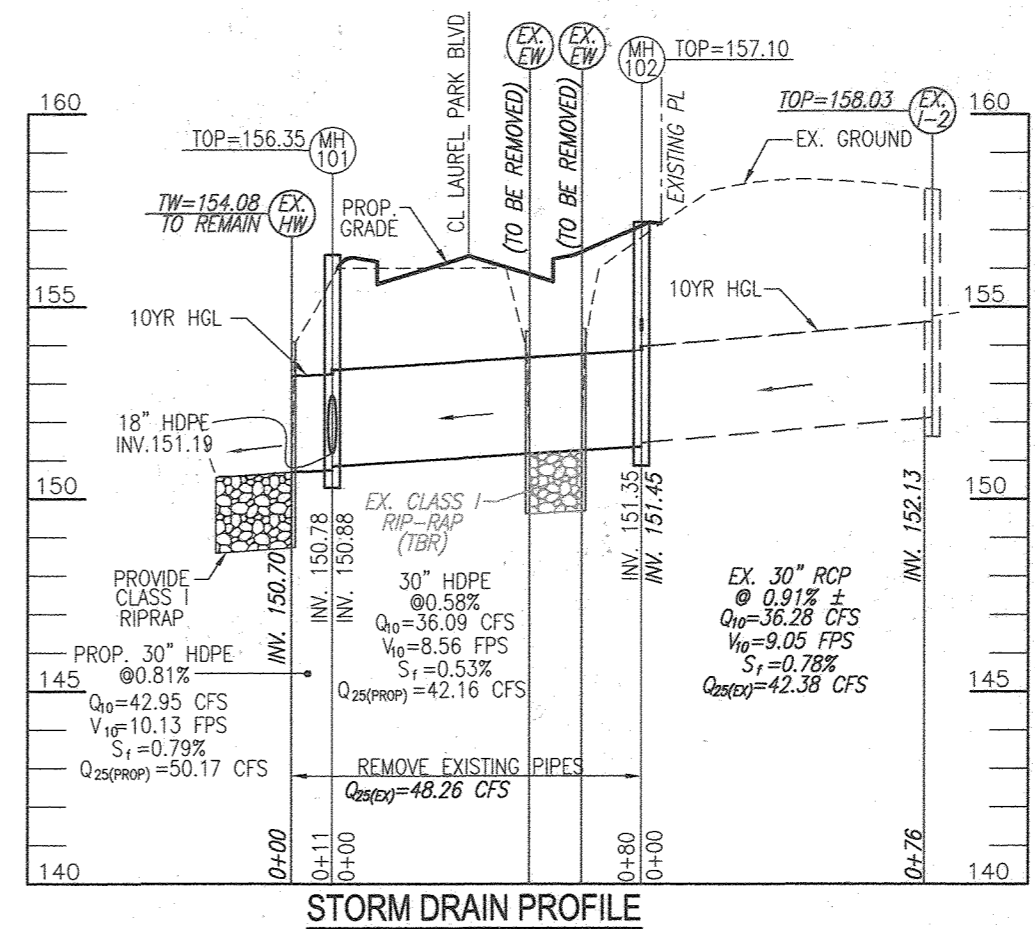 CL LAUREL PARK BLVD
EX.
EW
(TO BE REMOVED)
EX.
EW
(TO BE REMOVED)
MH
102
TOP=157.10
EXISTING PL
160
TOP=156.35
MH
101
TOP=158.03
EX.
I-2
160
EX. GROUND
TW=154.08
TO REMAIN
EX.
HW
PROP.
GRADE
155
10YR HGL
10YR HGL
155
18" HDPE
INV.151.19
150
150
EX. CLASS I
RIP-RAP
(TBR)
PROVIDE
CLASS I
RIPRAP
INV. 150.70
INV. 150.78
INV. 150.88
INV. 151.35
INV. 151.45
INV. 152.13
PROP. 30" HDPE
@0.81%
Q10=42.95 CFS
V10=10.13 FPS
Sf=0.79%
Q25(PROP)=50.17 CFS
30" HDPE
@0.58%
Q10=36.09 CFS
V10=8.56 FPS
Sf=0.53%
Q25(PROP)=42.16 CFS
EX. 30" RCP
@ 0.91% ±
Q10=36.28 CFS
V10=9.05 FPS
Sf=0.78%
Q25(EX)=42.38 CFS
145
145
REMOVE EXISTING PIPES
Q25(EX)=48.26 CFS
0+00
0+11
0+00
0+80
0+00
0+76
140
140
STORM DRAIN PROFILE